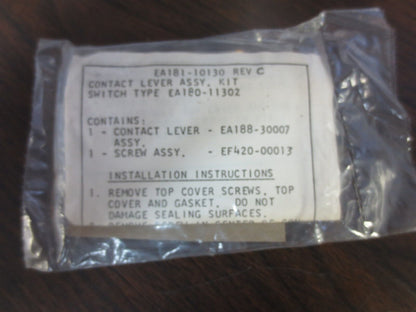 EA181-10130 REV C
CONTACT LEVER ASSY. KIT
SWITCH TYPE EA180-11302
CONTAINS:
1 - CONTACT LEVER - EA188-30007
ASSY.
1 - SCREW ASSY. - EF420-00013
INSTALLATION INSTRUCTIONS
1. REMOVE TOP COVER SCREWS, TOP
COVER AND GASKET. DO NOT
DAMAGE SEALING SURFACES.